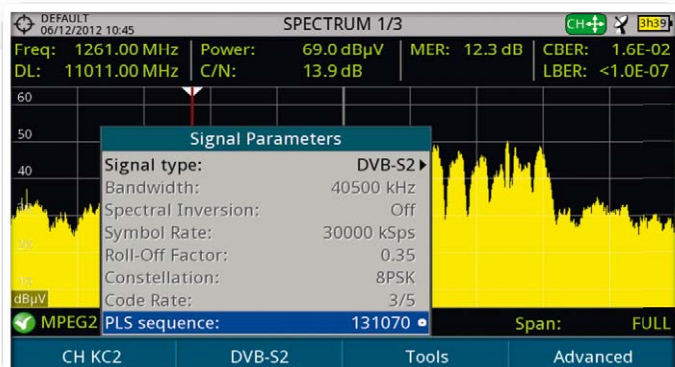 DEFAULT
06/12/2012 10:45
SPECTRUM 1/3
CH
3h39
Freq: 1261.00 MHz Power: 69.0 dBµV MER: 12.3 dB CBER: 1.6E-02
DL: 11011.00 MHz C/N: 13.9 dB LBER: <1.0E-07
60
50
40
dBµV
Signal Parameters
Signal type: DVB-S2
Bandwidth: 40500 kHz
Spectral Inversion: Off
Symbol Rate: 30000 kSps
Roll-Off Factor: 0.35
Constellation: 8PSK
Code Rate: 3/5
PLS sequence: 131070
MPEG2 Span: FULL
CH KC2 DVB-S2 Tools Advanced